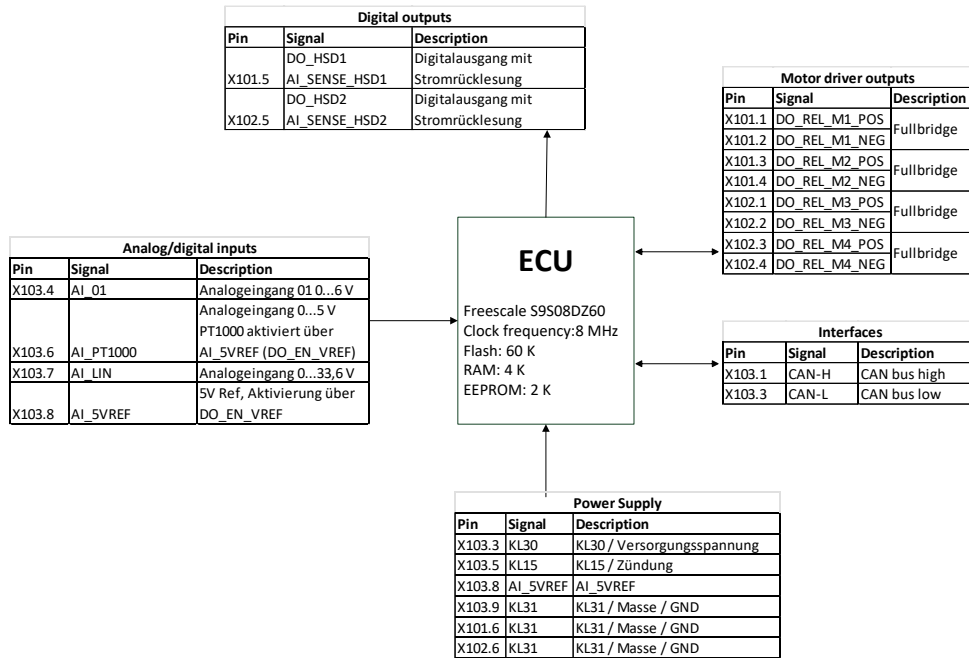 Digital outputs
Pin Signal Description
DO_HSD1 Digitalausgang mit
X101.5 AI_SENSE_HSD1 Stromrücklesung
DO_HSD2 Digitalausgang mit
X102.5 AI_SENSE_HSD2 Stromrücklesung
Motor driver outputs
Pin Signal Description
X101.1 DO_REL_M1_POS Fullbridge
X101.2 DO_REL_M1_NEG
X101.3 DO_REL_M2_POS Fullbridge
X101.4 DO_REL_M2_NEG
X102.1 DO_REL_M3_POS Fullbridge
X102.2 DO_REL_M3_NEG
X102.3 DO_REL_M4_POS Fullbridge
X102.4 DO_REL_M4_NEG
Analog/digital inputs
Pin Signal Description
X103.4 AI_01 Analogeingang 01 0...6 V
Analogeingang 0...5 V
PT1000 aktiviert über
X103.6 AI_PT1000 AI_5VREF (DO_EN_VREF)
X103.7 AI_LIN Analogeingang 0...33,6 V
5V Ref, Aktivierung über
X103.8 AI_5VREF DO_EN_VREF
ECU
Freescale S9S08DZ60
Clock frequency:8 MHz
Flash: 60 K
RAM: 4 K
EEPROM: 2 K
Interfaces
Pin Signal Description
X103.1 CAN-H CAN bus high
X103.3 CAN-L CAN bus low
Power Supply
Pin Signal Description
X103.3 KL30 KL30 / Versorgungsspannung
X103.5 KL15 KL15 / Zündung
X103.8 AI_5VREF AI_5VREF
X103.9 KL31 KL31 / Masse / GND
X101.6 KL31 KL31 / Masse / GND
X102.6 KL31 KL31 / Masse / GND